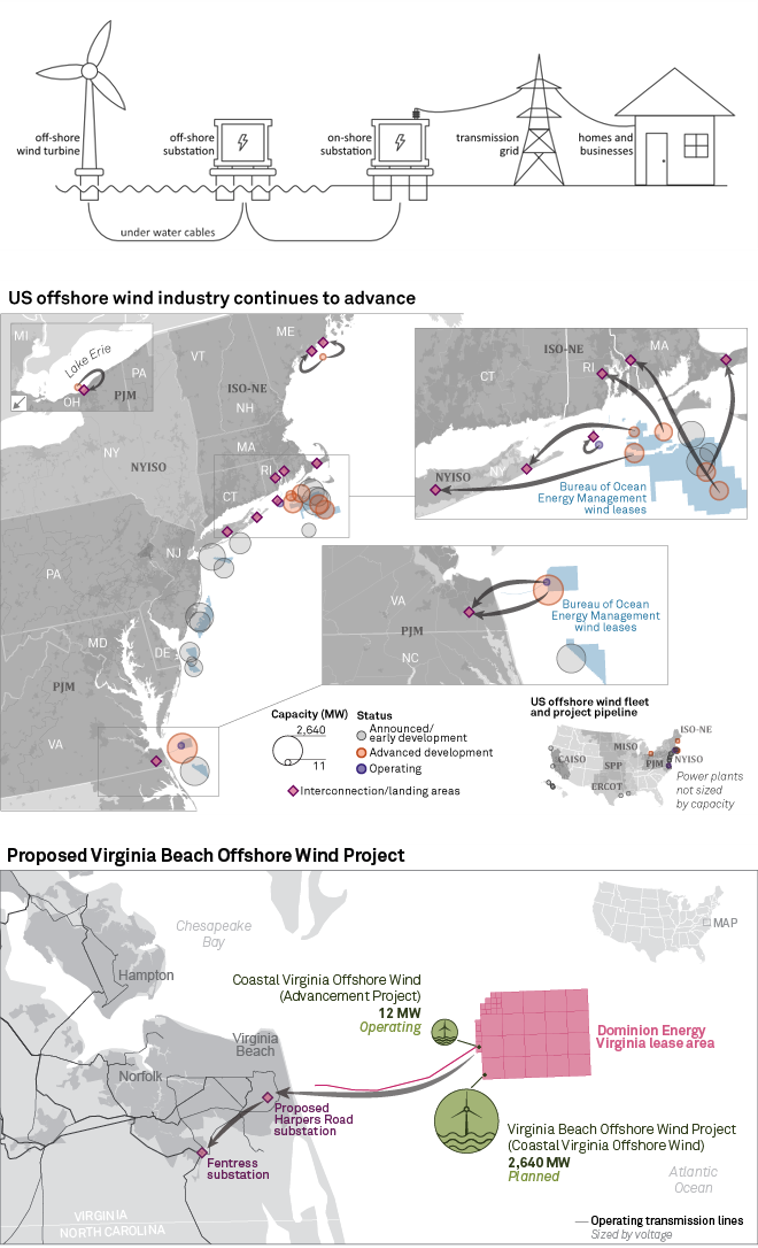 off-shore
wind turbine
off-shore
substation
on-shore
substation
transmission
grid
homes and
businesses
under water cables
US offshore wind industry continues to advance
MI
Lake Erie
PA
PJM
OH
ME
VT
ISO-NE
NH
NY
NYISO
MA
RI
CT
NJ
PA
MD
DE
PJM
VA
ISO-NE
MA
RI
CT
NYISO
NY
Bureau of Ocean
Energy Management
wind leases
VA
PJM
NC
Bureau of Ocean
Energy Management
wind leases
Capacity (MW)
2,640
11
Status
Announced/
early development
Advanced development
Operating
Interconnection/landing areas
US offshore wind fleet
and project pipeline
ISO-NE
MISO
CAISO
SPP
PJM
NYISO
ERCOT
Power plants
not sized
by capacity
Proposed Virginia Beach Offshore Wind Project
Chesapeake
Bay
MAP
Hampton
Coastal Virginia Offshore Wind
(Advancement Project)
12 MW
Operating
Virginia
Beach
Dominion Energy
Virginia lease area
Norfolk
Proposed
Harpers Road
substation
Virginia Beach Offshore Wind Project
(Coastal Virginia Offshore Wind)
2,640 MW
Planned
Fentress
substation
Atlantic
Ocean
VIRGINIA
NORTH CAROLINA
Operating transmission lines
Sized by voltage